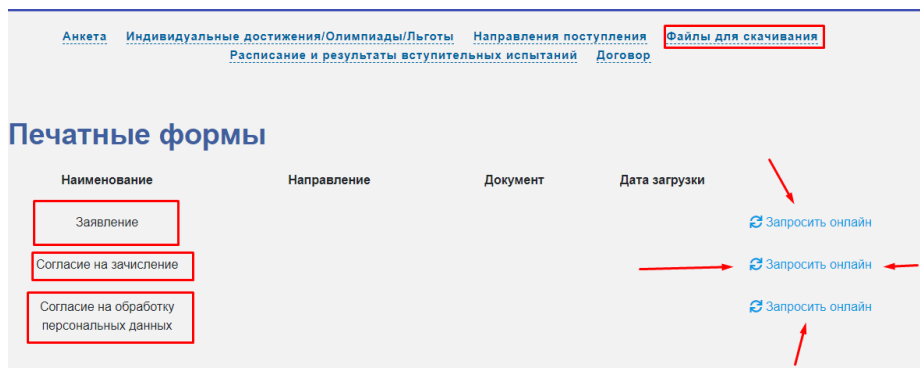 Анкета Индивидуальные достижения/Олимпиады/Льготы Направления поступления Файлы для скачивания
Расписание и результаты вступительных испытаний Договор
Печатные формы
Наименование Направление Документ Дата загрузки
Заявление Запросить онлайн
Согласие на зачисление Запросить онлайн
Согласие на обработку
персональных данных Запросить онлайн